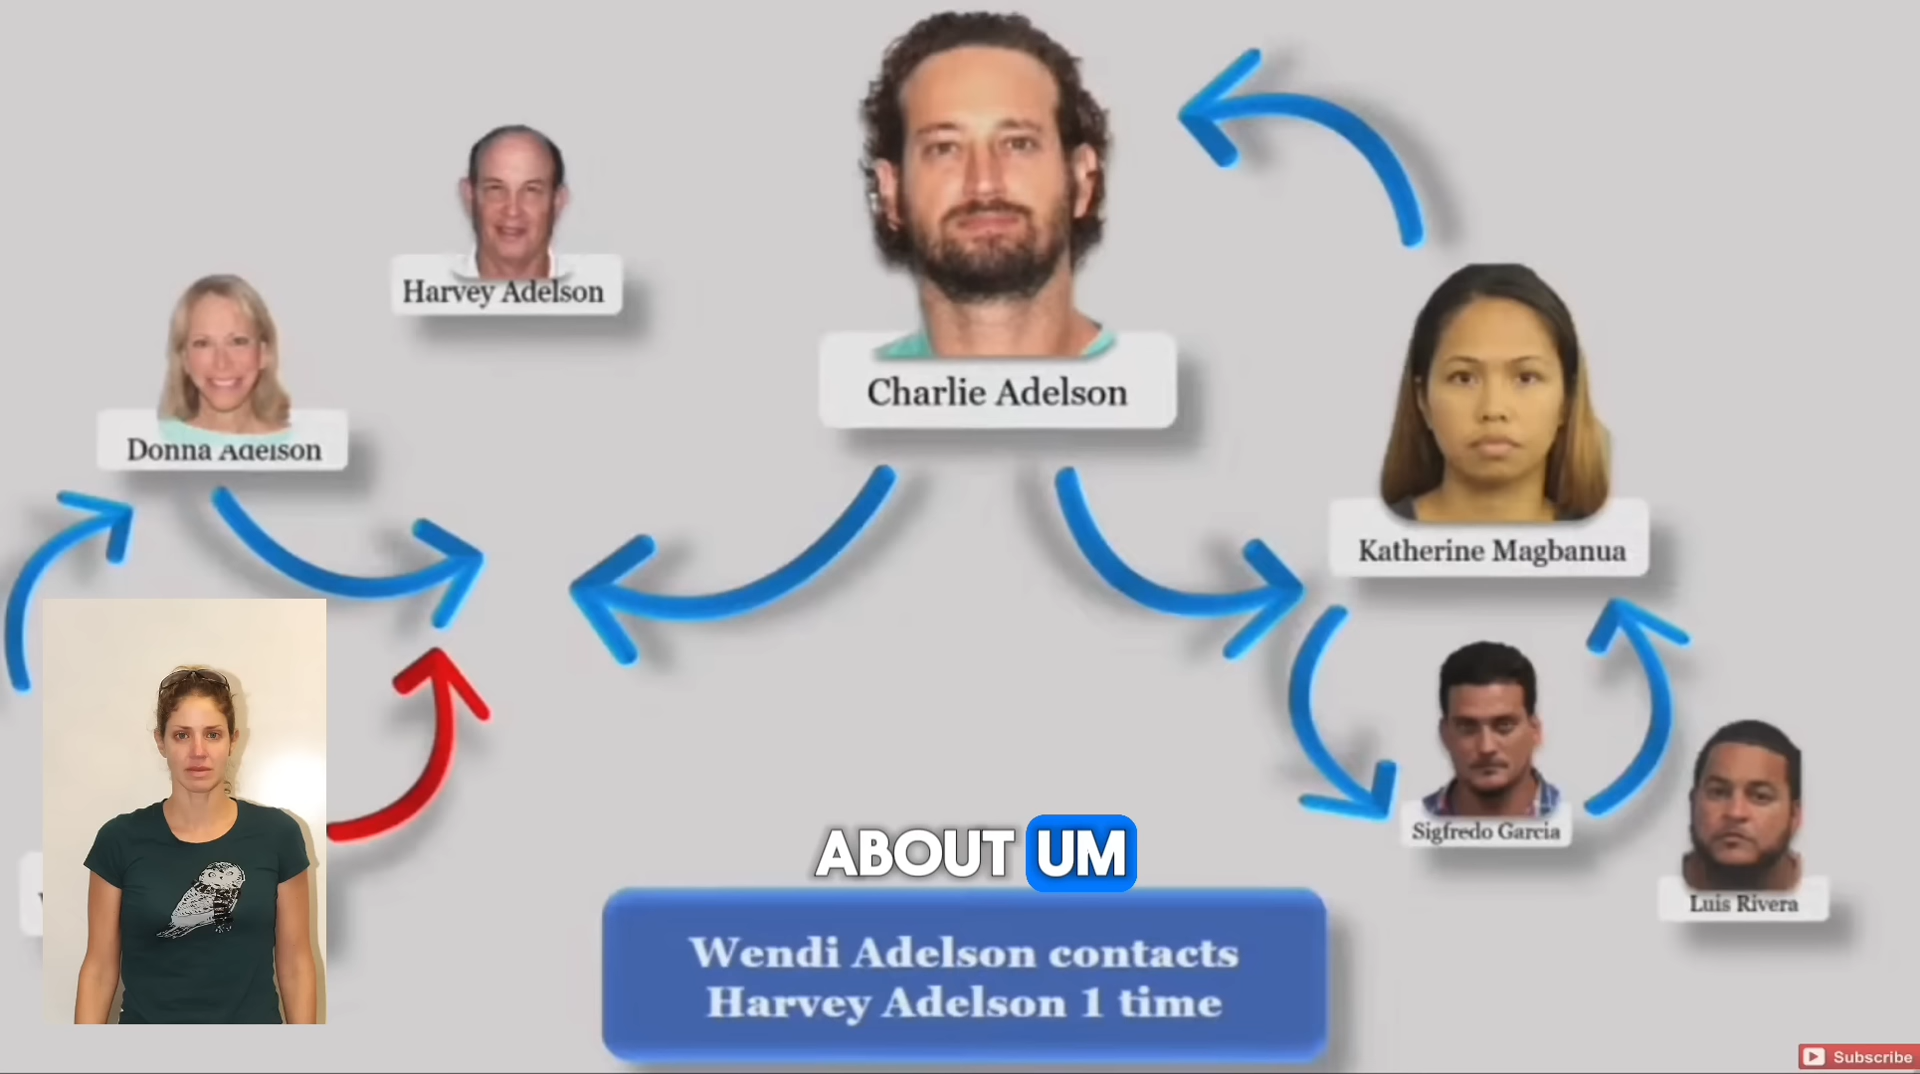 Harvey Adelson
Charlie Adelson
Donna Adelson
Katherine Magbanua
Sigfredo Garcia
ABOUT UM
Luis Rivera
Wendi Adelson contacts
Harvey Adelson 1 time
Subscribe